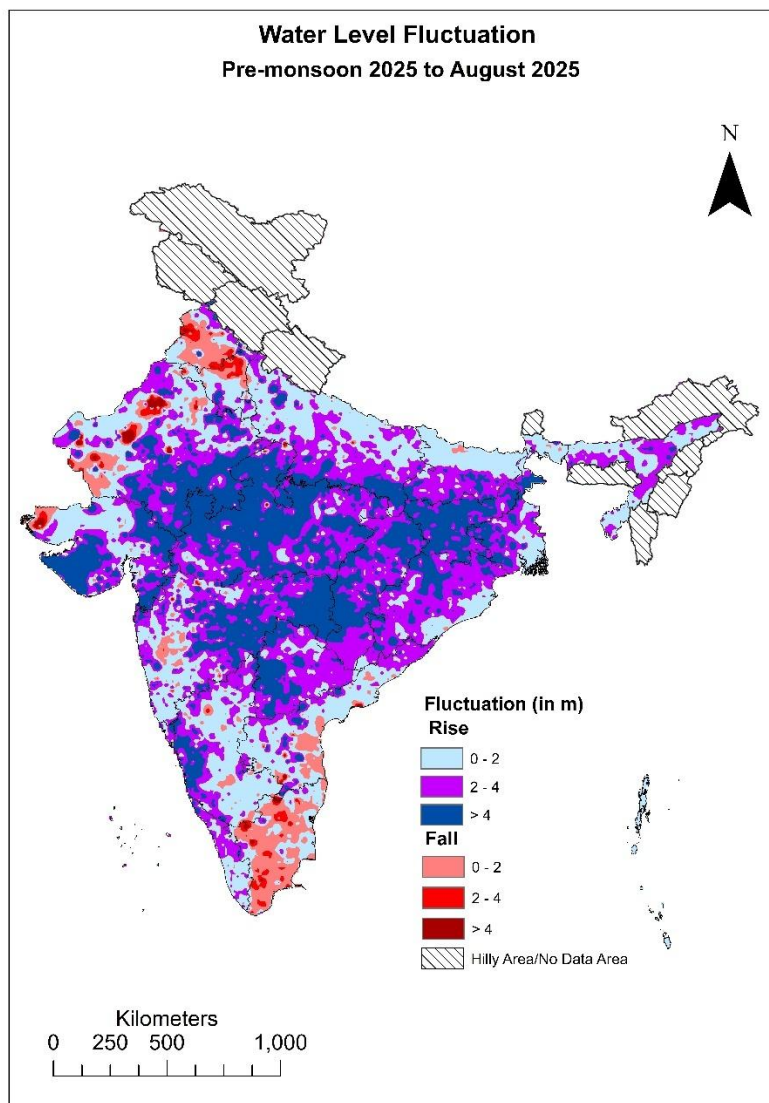 Water Level Fluctuation
Pre-monsoon 2025 to August 2025
N
Fluctuation (in m)
Rise
0 - 2
2 - 4
> 4
Fall
0 - 2
2 - 4
> 4
Hilly Area/No Data Area
Kilometers
0 250 500 1,000